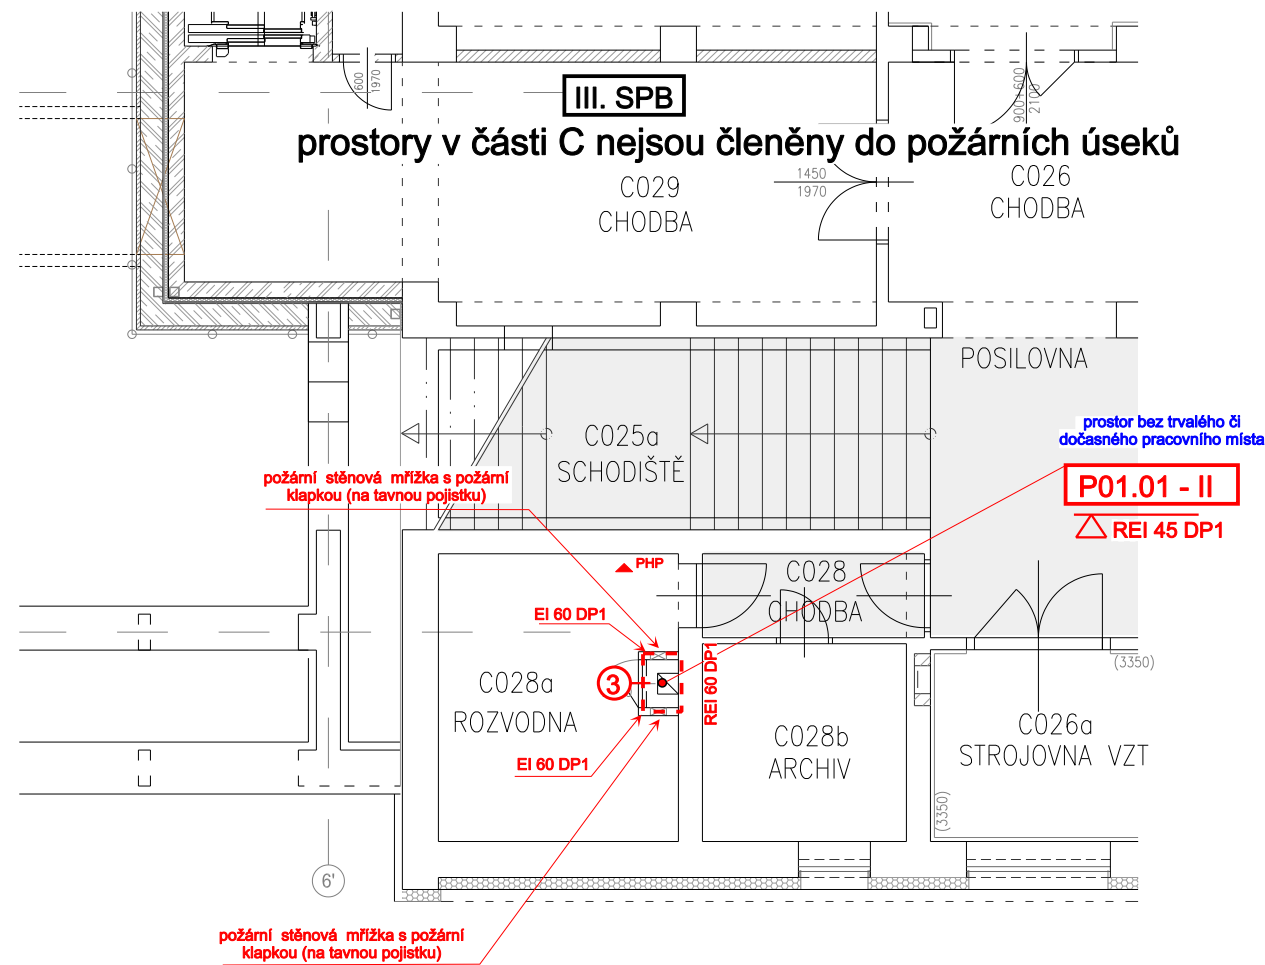 600
1970
III. SPB
900+600
2100
prostory v části C nejsou členěny do požárních úseků
C029
CHODBA
1450
1970
C026
CHODBA
POSILOVNA
prostor bez trvalého či
dočasného pracovního místa
C025a
SCHODIŠTĚ
požární stěnová mřížka s požární
klapkou (na tavnou pojistku)
P01.01 - II
REI 45 DP1
PHP
C028
CHODBA
EI 60 DP1
REI 60 DP1
(3350)
3
C028a
ROZVODNA
C028b
ARCHIV
C026a
STROJOVNA VZT
EI 60 DP1
(3350)
6'
požární stěnová mřížka s požární
klapkou (na tavnou pojistku)